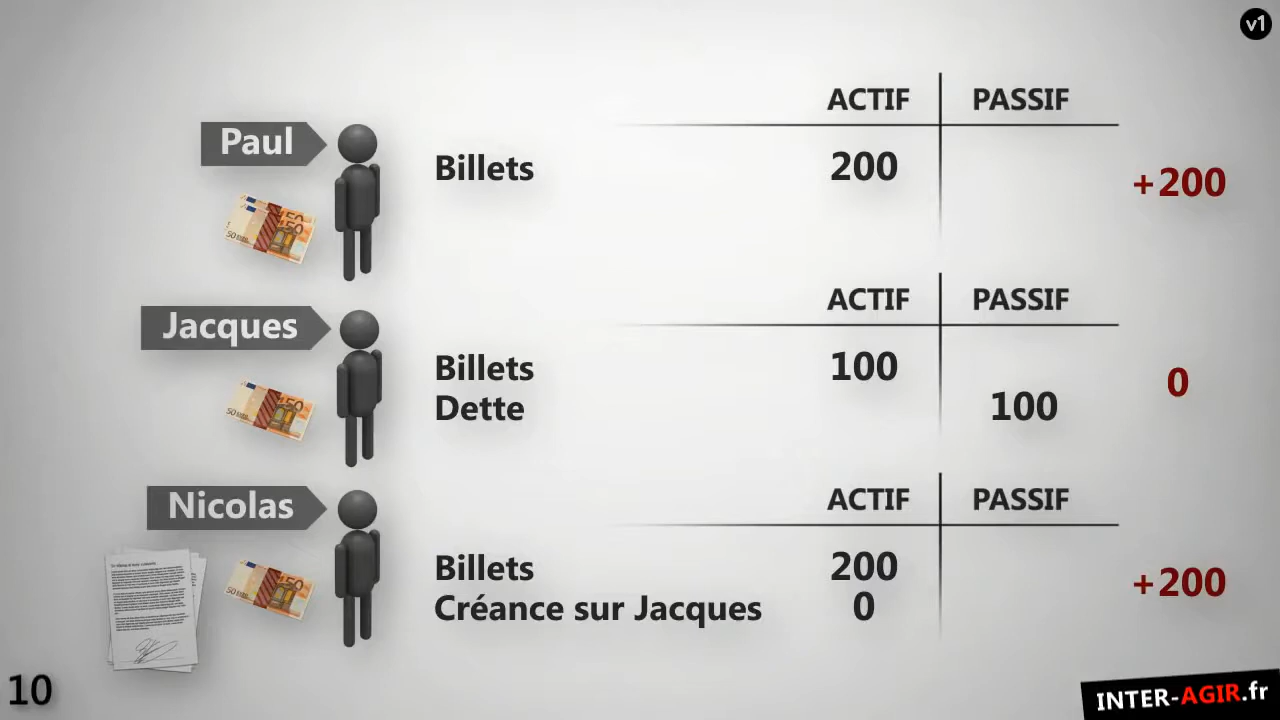 v1
ACTIF PASSIF
Paul
Billets 200
+200
ACTIF PASSIF
Jacques
Billets 100
Dette 100
0
ACTIF PASSIF
Nicolas
Billets 200
Créance sur Jacques 0
+200
10
INTER-AGIR.fr